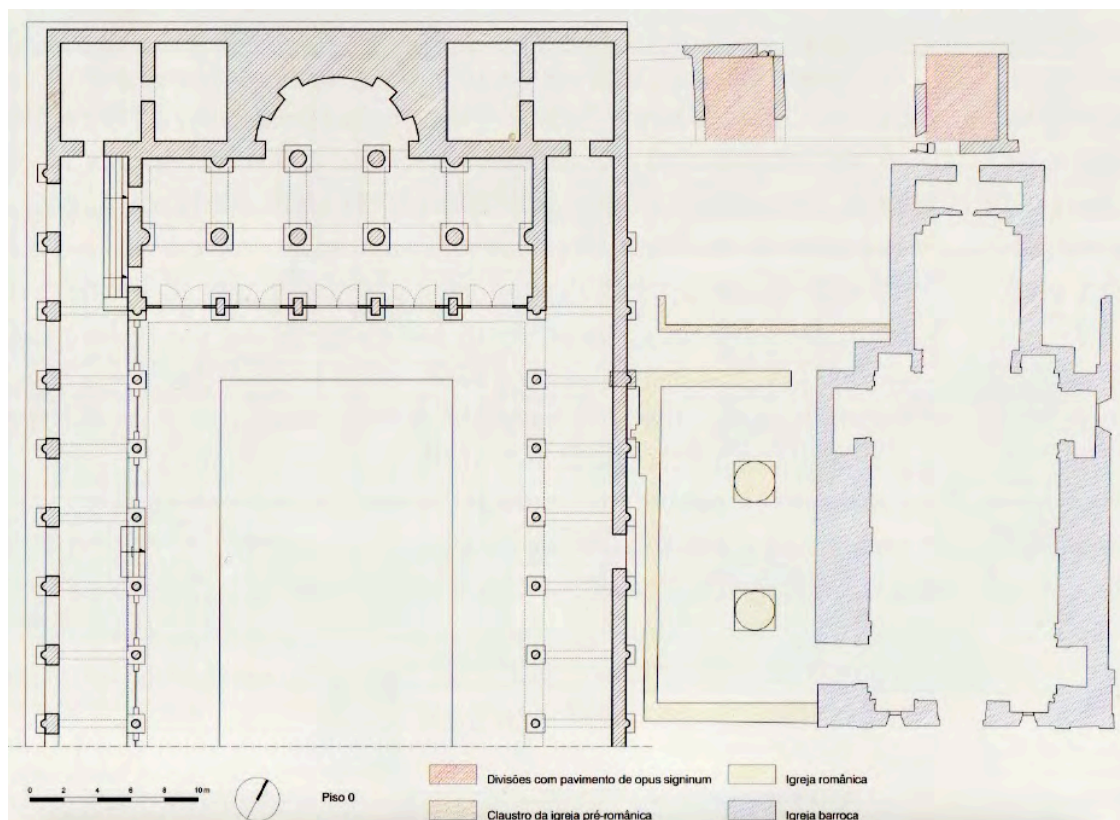 0 2 4 6 8 10 m
Piso 0
Divisões com pavimento de opus signinum
Claustro da igreja pré-românica
Igreja românica
Igreja barroca